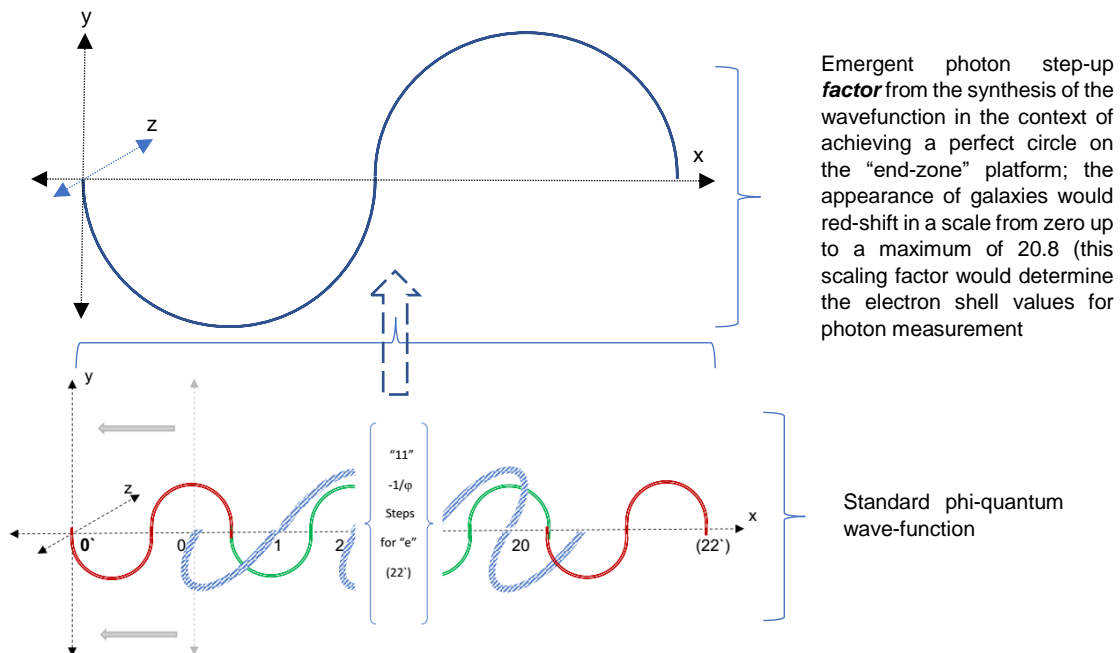 y
z
x
Emergent photon step-up
factor from the synthesis of the
wavefunction in the context of
achieving a perfect circle on
the “end-zone” platform; the
appearance of galaxies would
red-shift in a scale from zero up
to a maximum of 20.8 (this
scaling factor would determine
the electron shell values for
photon measurement
y
z
x
0` 0 1 2 20 (22`)
“11”
-1/φ
Steps
for “e”
(22`)
Standard phi-quantum
wave-function